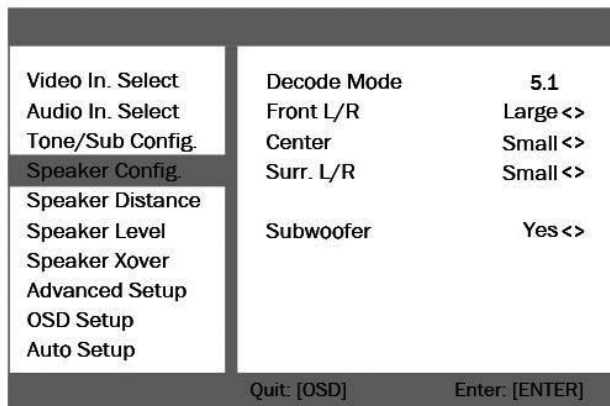 Video In. Select
Audio In. Select
Tone/Sub Config.
Speaker Config.
Speaker Distance
Speaker Level
Speaker Xover
Advanced Setup
OSD Setup
Auto Setup
Decode Mode 5.1
Front L/R Large <>
Center Small <>
Surr. L/R Small <>
Subwoofer Yes <>
Quit: [OSD] Enter: [ENTER]